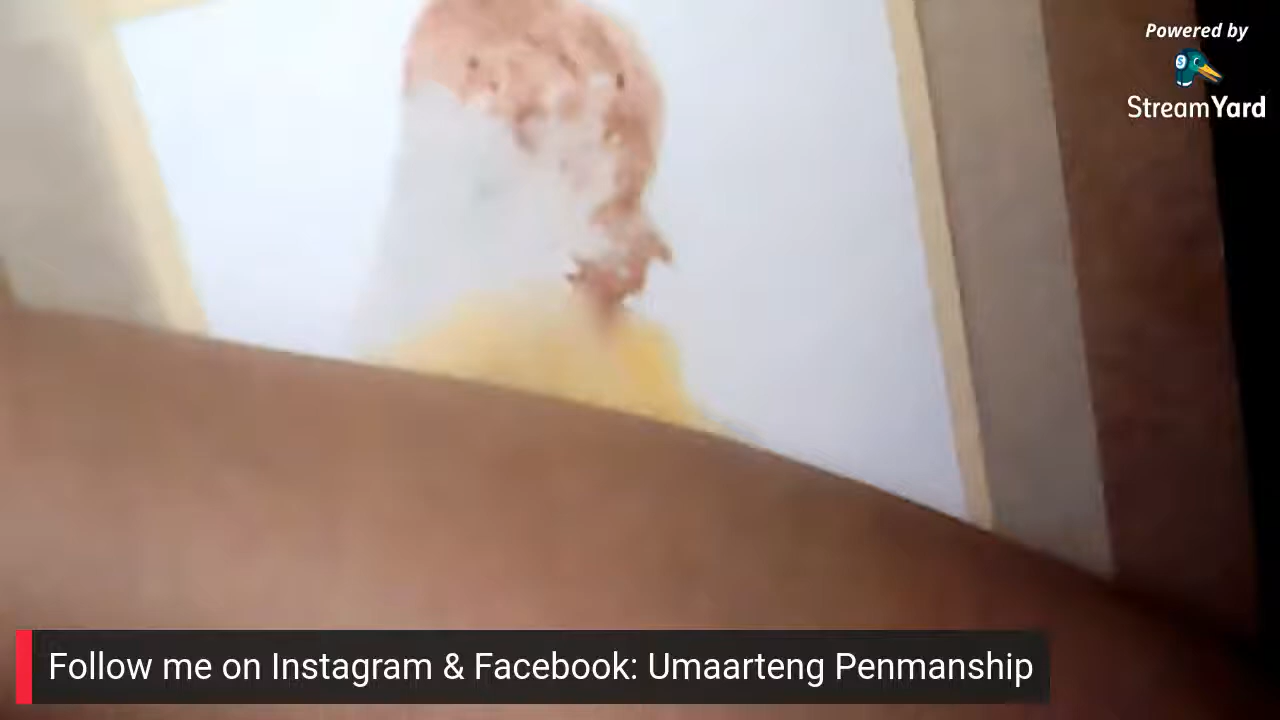 Powered by
StreamYard
Follow me on Instagram & Facebook: Umaarteng Penmanship